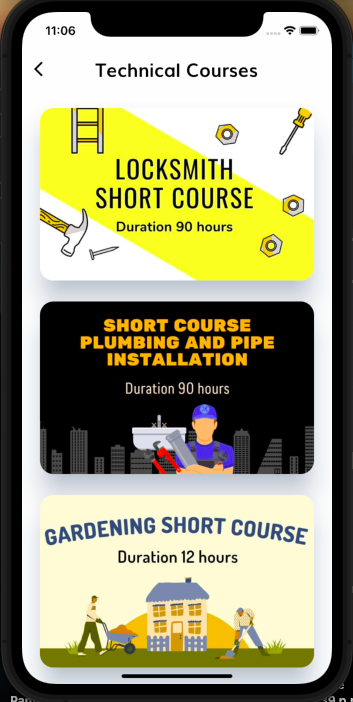 11:06
Technical Courses
LOCKSMITH
SHORT COURSE
Duration 90 hours
SHORT COURSE
PLUMBING AND PIPE
INSTALLATION
Duration 90 hours
GARDENING SHORT COURSE
Duration 12 hours